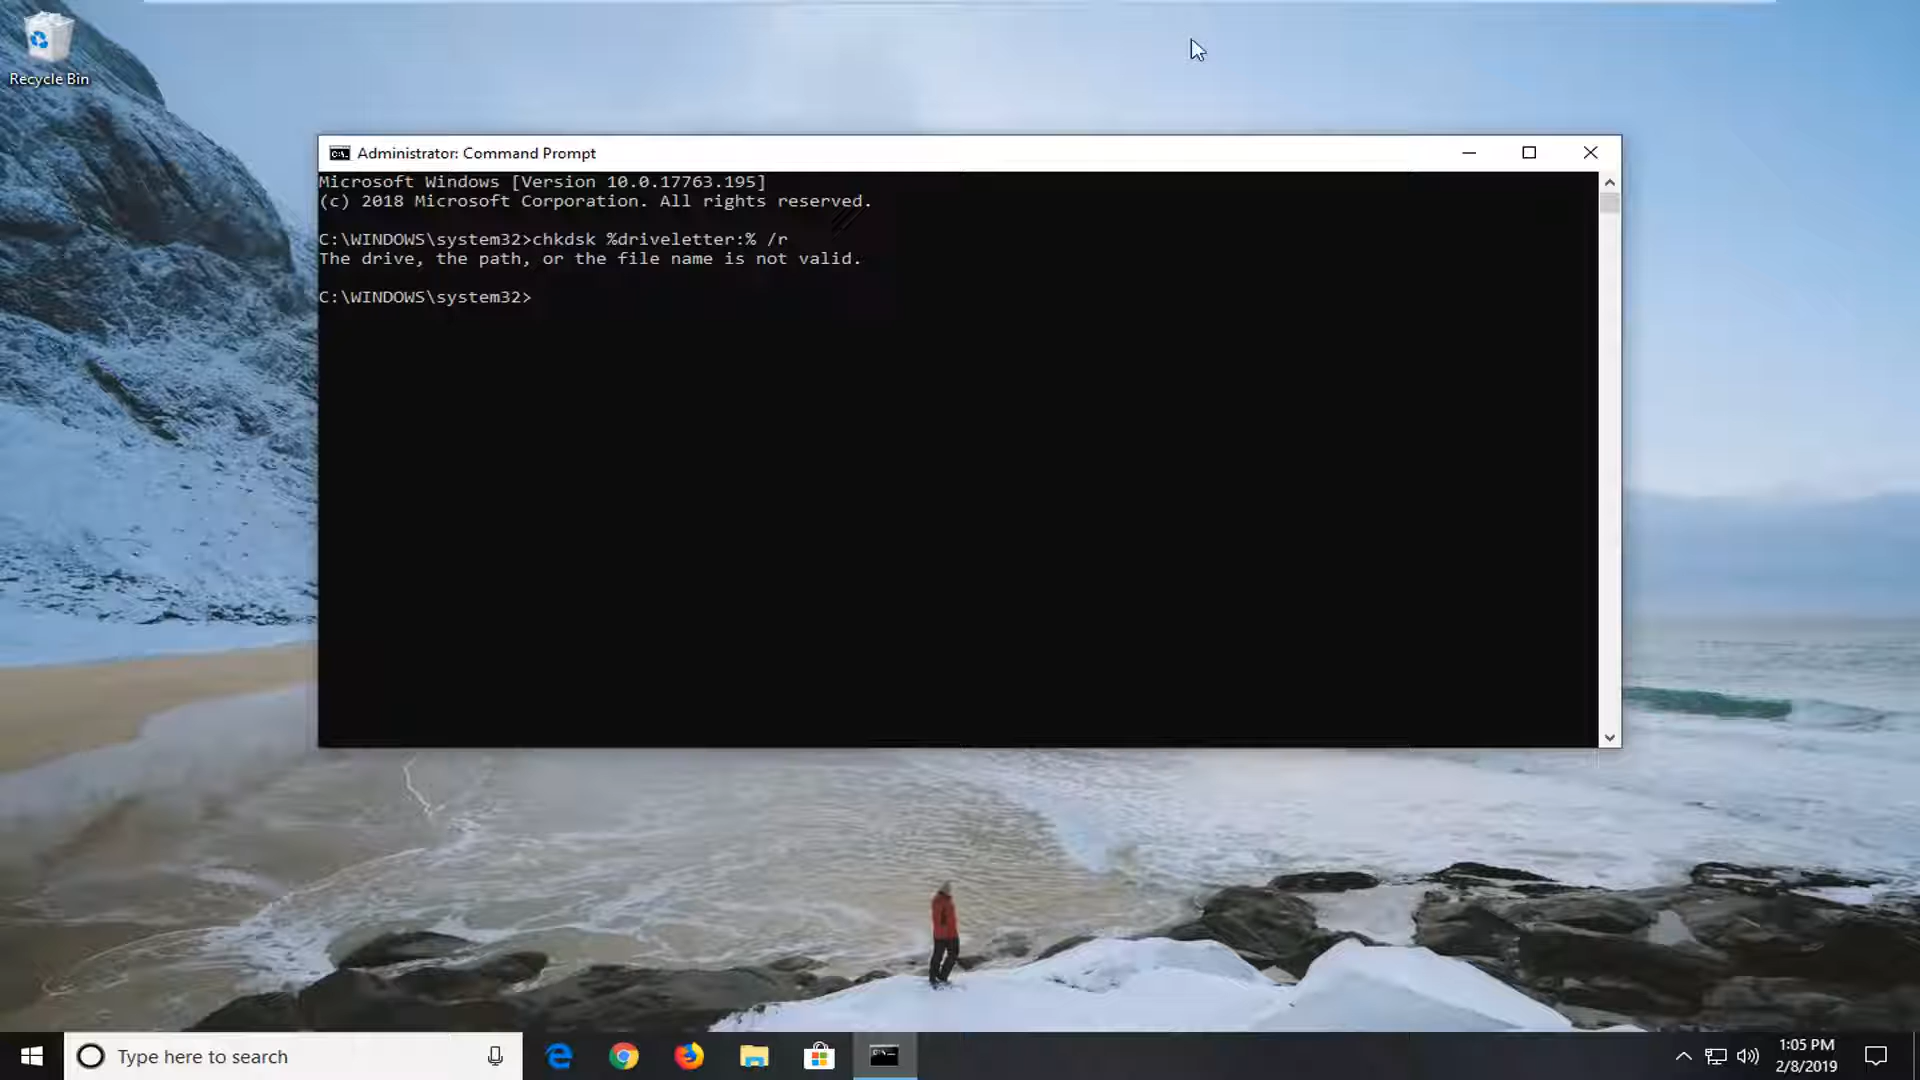 Recycle Bin
Administrator: Command Prompt
Microsoft Windows [Version 10.0.17763.195]
(c) 2018 Microsoft Corporation. All rights reserved.
C:\WINDOWS\system32>chkdsk %driveletter:% /r
The drive, the path, or the file name is not valid.
C:\WINDOWS\system32>
Type here to search
1:05 PM
2/8/2019